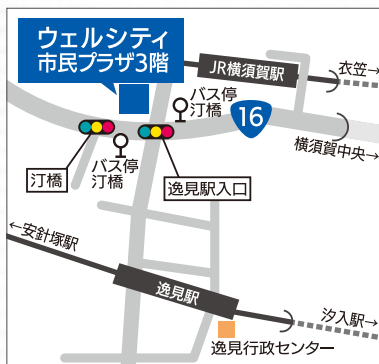 ウェルシティ
市民プラザ3階
JR横須賀駅
衣笠→
バス停
汀橋
16
横須賀中央→
汀橋
バス停
汀橋
逸見駅入口
←安針塚駅
逸見駅
汐入駅→
逸見行政センター